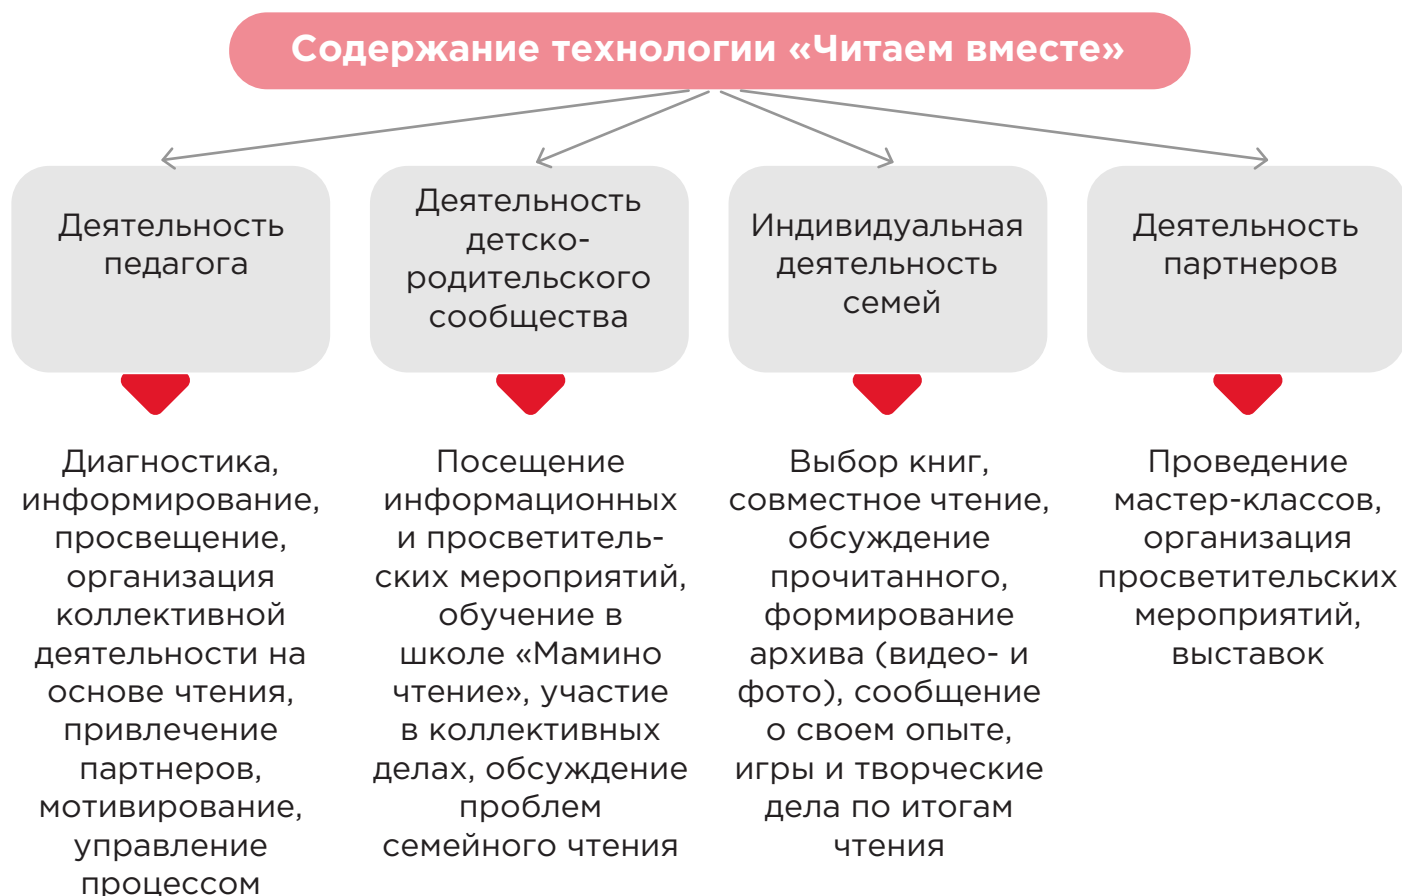 Содержание технологии «Читаем вместе»
Деятельность
педагога
Деятельность
детско-
родительского
сообщества
Индивидуальная
деятельность
семей
Деятельность
партнеров
Диагностика,
информирование,
просвещение,
организация
коллективной
деятельности на
основе чтения,
привлечение
партнеров,
мотивирование,
управление
процессом
Посещение
информационных
и просветитель-
ских мероприятий,
обучение в
школе «Мамино
чтение», участие
в коллективных
делах, обсуждение
проблем
семейного чтения
Выбор книг,
совместное чтение,
обсуждение
прочитанного,
формирование
архива (видео- и
фото), сообщение
о своем опыте,
игры и творческие
дела по итогам
чтения
Проведение
мастер-классов,
организация
просветительских
мероприятий,
выставок